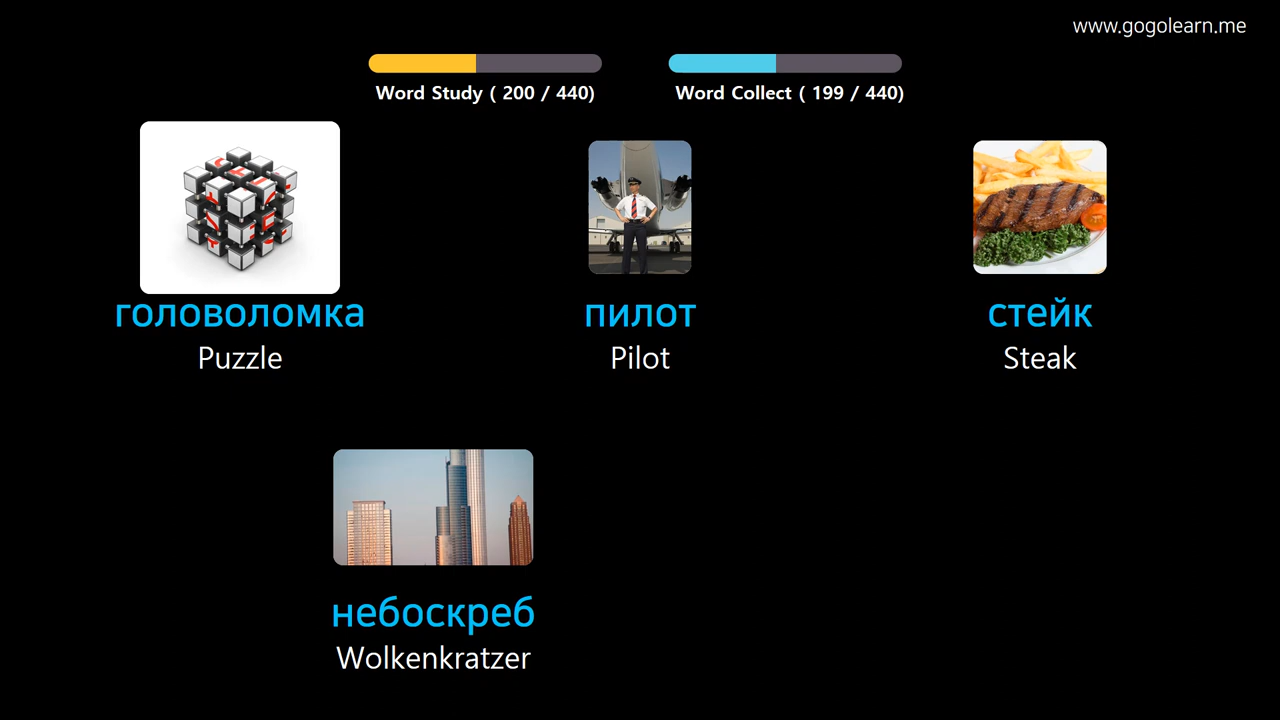 www.gogolearn.me
Word Study ( 200 / 440)
Word Collect ( 199 / 440)
головоломка
Puzzle
пилот
Pilot
стейк
Steak
небоскреб
Wolkenkratzer